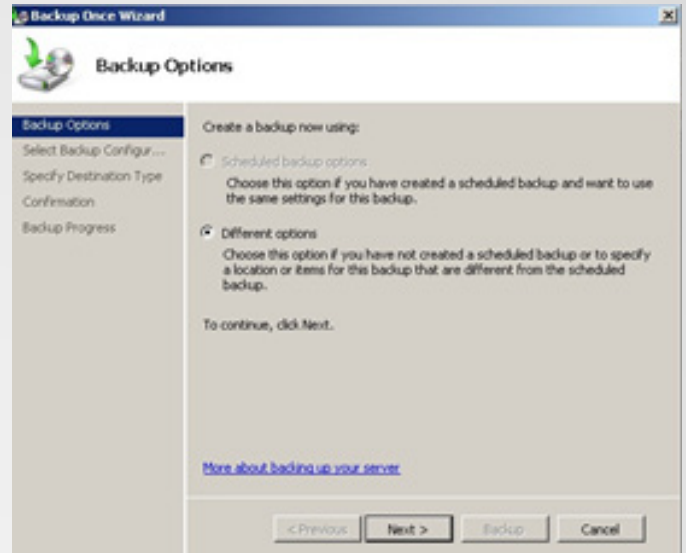 Backup Once Wizard
Backup Options
Backup Options
Select Backup Configur...
Specify Destination Type
Confirmation
Backup Progress
Create a backup now using:
Scheduled backup options
Choose this option if you have created a scheduled backup and want to use
the same settings for this backup.
Different options
Choose this option if you have not created a scheduled backup or to specify
a location or items for this backup that are different from the scheduled
backup.
To continue, click Next.
More about backing up your server
< Previous
Next >
Backup
Cancel